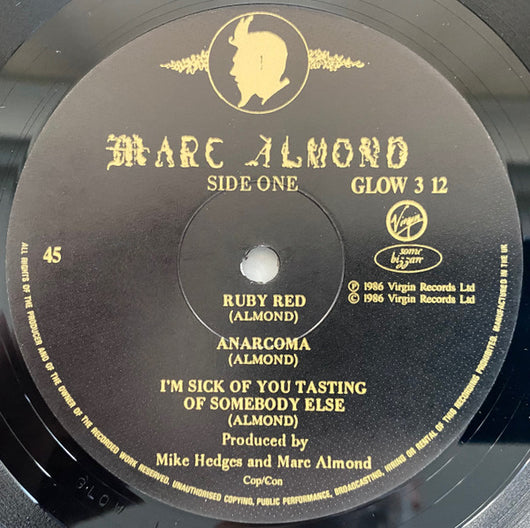 MARC ALMOND
SIDE ONE
GLOW 3 12
Virgin
some
bizzare
45
Ⓟ 1986 Virgin Records Ltd
© 1986 Virgin Records Ltd
RUBY RED
(ALMOND)
ANARCOMA
(ALMOND)
I'M SICK OF YOU TASTING
OF SOMEBODY ELSE
(ALMOND)
Produced by
Mike Hedges and Marc Almond
Cop/Con
ALL RIGHTS OF THE PRODUCER AND OF THE OWNER OF THE RECORDED WORK RESERVED. UNAUTHORISED COPYING, PUBLIC PERFORMANCE, BROADCASTING, HIRING OR RENTAL OF THIS RECORDING PROHIBITED. MANUFACTURED IN THE UK